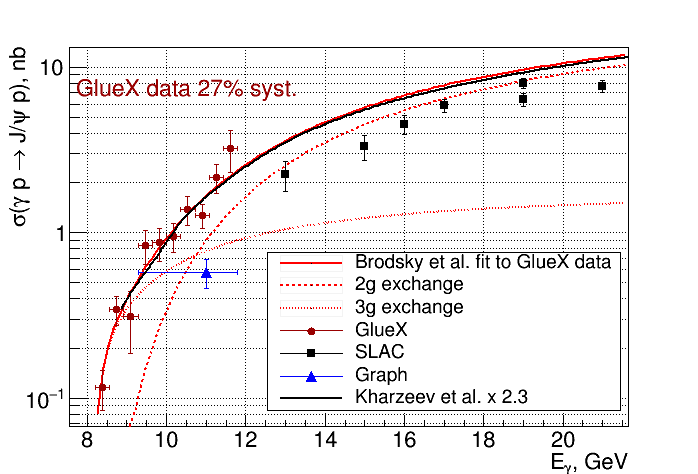 σ(γ p → J/ψ p), nb
10
1
10⁻¹
GlueX data 27% syst.
Brodsky et al. fit to GlueX data
2g exchange
3g exchange
GlueX
SLAC
Graph
Kharzeev et al. x 2.3
8 10 12 14 16 18 20
Eγ, GeV